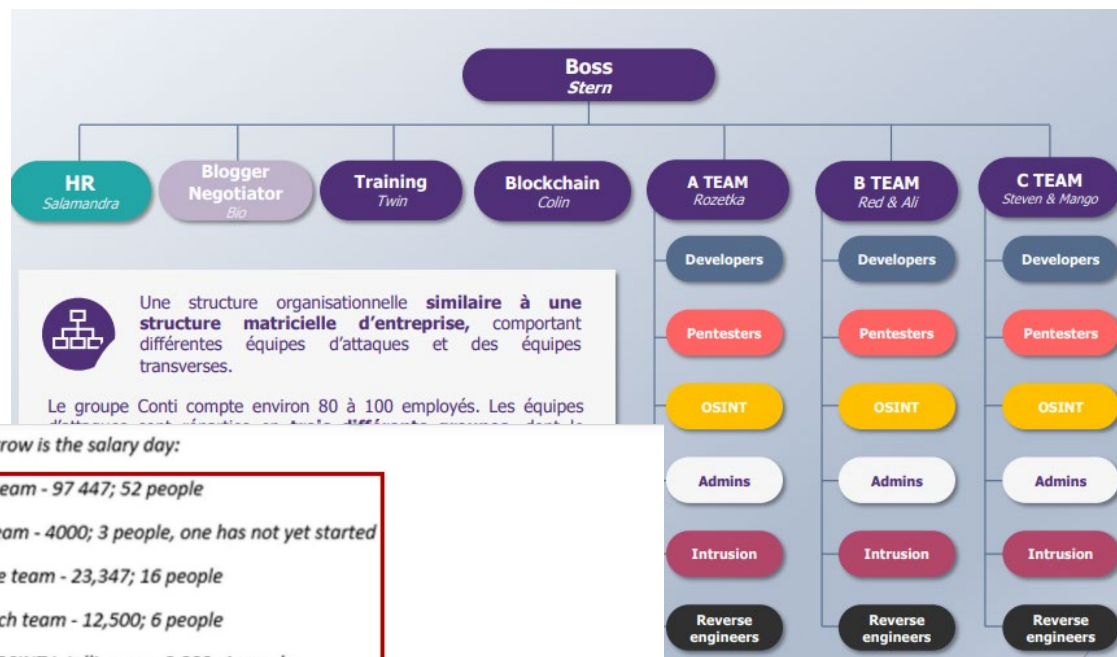 Boss
Stern
HR
Salamandra
Blogger
Negotiator
Bio
Training
Twin
Blockchain
Colin
A TEAM
Rozetka
B TEAM
Red & Ali
C TEAM
Steven & Mango
Developers
Developers
Developers
Pentesters
Pentesters
Pentesters
OSINT
OSINT
OSINT
Admins
Admins
Admins
Intrusion
Intrusion
Intrusion
Reverse
engineers
Reverse
engineers
Reverse
engineers
Une structure organisationnelle similaire à une
structure matricielle d'entreprise, comportant
différentes équipes d'attaques et des équipes
transverses.
Le groupe Conti compte environ 80 à 100 employés. Les équipes
is the salary day:
- 97 447; 52 people
- 4000; 3 people, one has not yet started
team - 23,347; 16 people
team - 12,500; 6 people